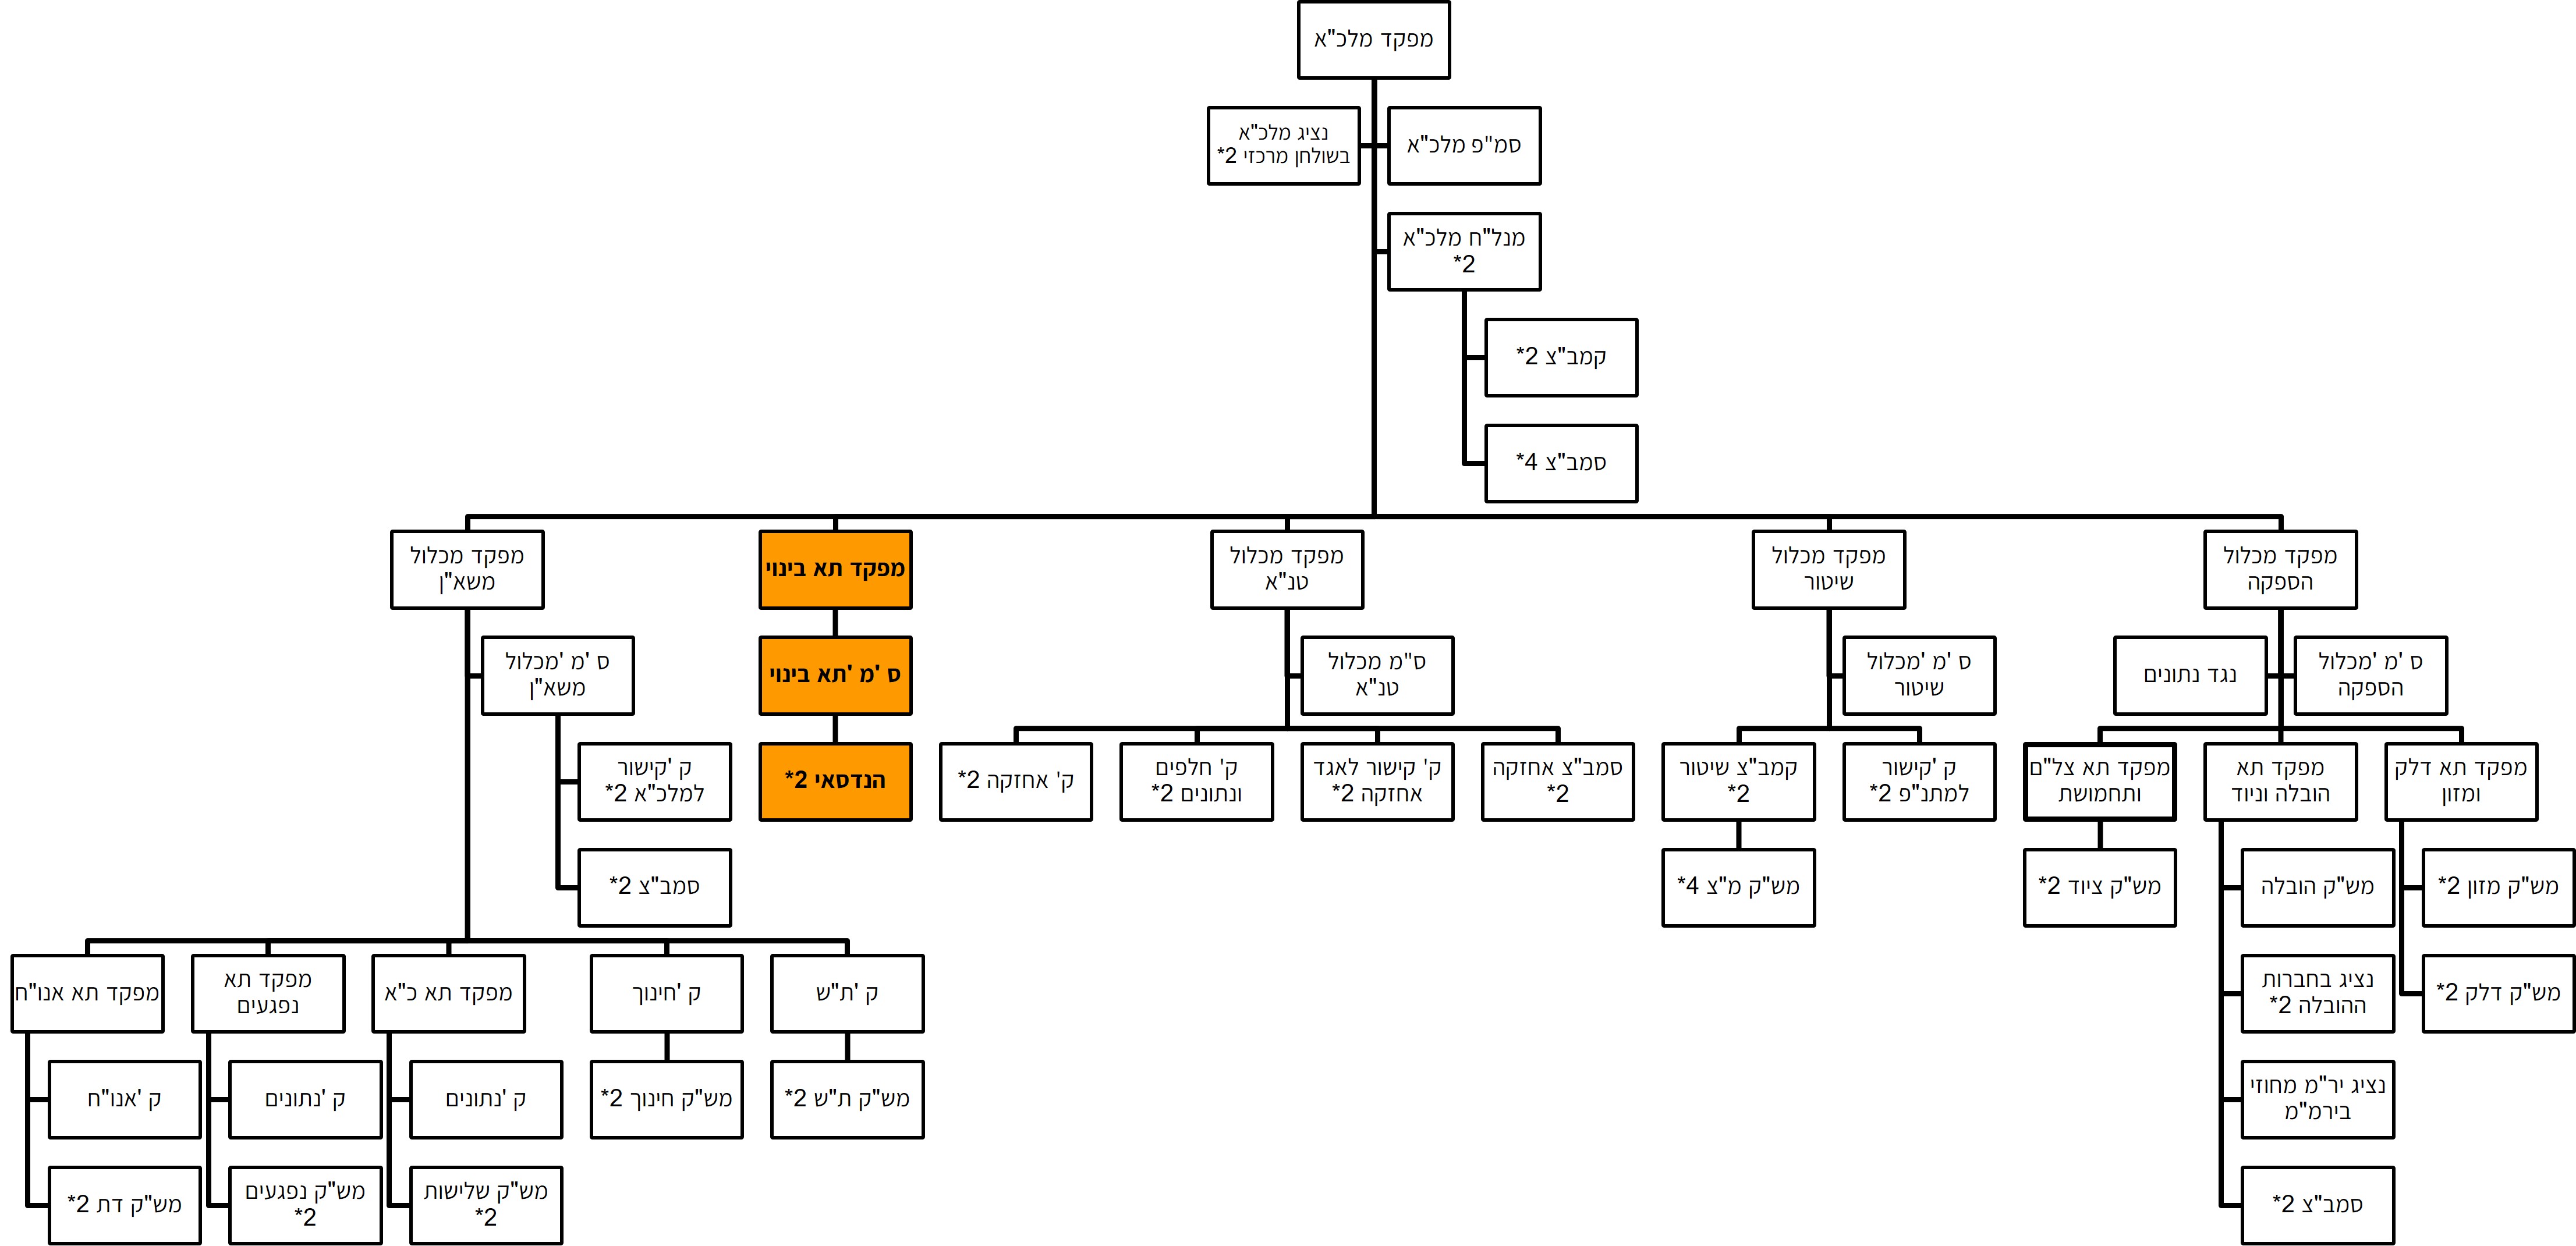 מפקד מלכ"א
סמ"פ מלכ"א
נציג מלכ"א
בשולחן מרכזי 2*
מנל"ח מלכ"א
2*
קמב"צ 2*
סמב"צ 4*
מפקד מכלול
הספקה
מפקד מכלול
שיטור
מפקד מכלול
טנ"א
מפקד תא בינוי
מפקד מכלול
משא"ן
ס 'מ 'מכלול
הספקה
נגד נתונים
ס 'מ 'מכלול
שיטור
ס"מ מכלול
טנ"א
ס 'מ 'תא בינוי
ס 'מ 'מכלול
משא"ן
מפקד תא דלק
ומזון
מפקד תא
הובלה וניוד
מפקד תא צל"ם
ותחמושת
ק 'קישור
למתנ"פ 2*
קמב"צ שיטור
2*
סמב"צ אחזקה
2*
ק' קישור לאגד
אחזקה 2*
ק' חלפים
ונתונים 2*
ק' אחזקה 2*
הנדסאי 2*
ק 'קישור
למלכ"א 2*
מש"ק מזון 2*
מש"ק הובלה
מש"ק ציוד 2*
מש"ק מ"צ 4*
סמב"צ 2*
מש"ק דלק 2*
נציג בחברות
ההובלה 2*
ק 'ת"ש
ק 'חינוך
מפקד תא כ"א
מפקד תא
נפגעים
מפקד תא אנו"ח
נציג יר"מ מחוזי
בירמ"מ
מש"ק ת"ש 2*
מש"ק חינוך 2*
ק 'נתונים
ק 'נתונים
ק 'אנו"ח
סמב"צ 2*
מש"ק שלישות
2*
מש"ק נפגעים
2*
מש"ק דת 2*